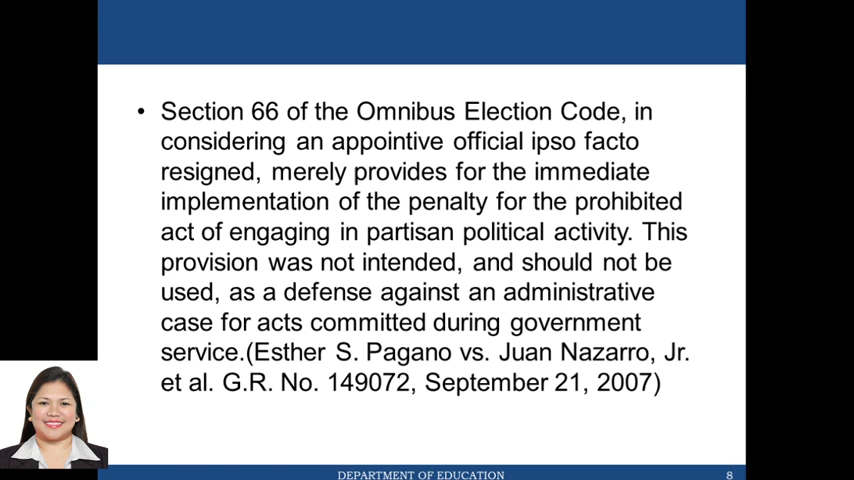 • Section 66 of the Omnibus Election Code, in
considering an appointive official ipso facto
resigned, merely provides for the immediate
implementation of the penalty for the prohibited
act of engaging in partisan political activity. This
provision was not intended, and should not be
used, as a defense against an administrative
case for acts committed during government
service.(Esther S. Pagano vs. Juan Nazarro, Jr.
et al. G.R. No. 149072, September 21, 2007)
DEPARTMENT OF EDUCATION 8